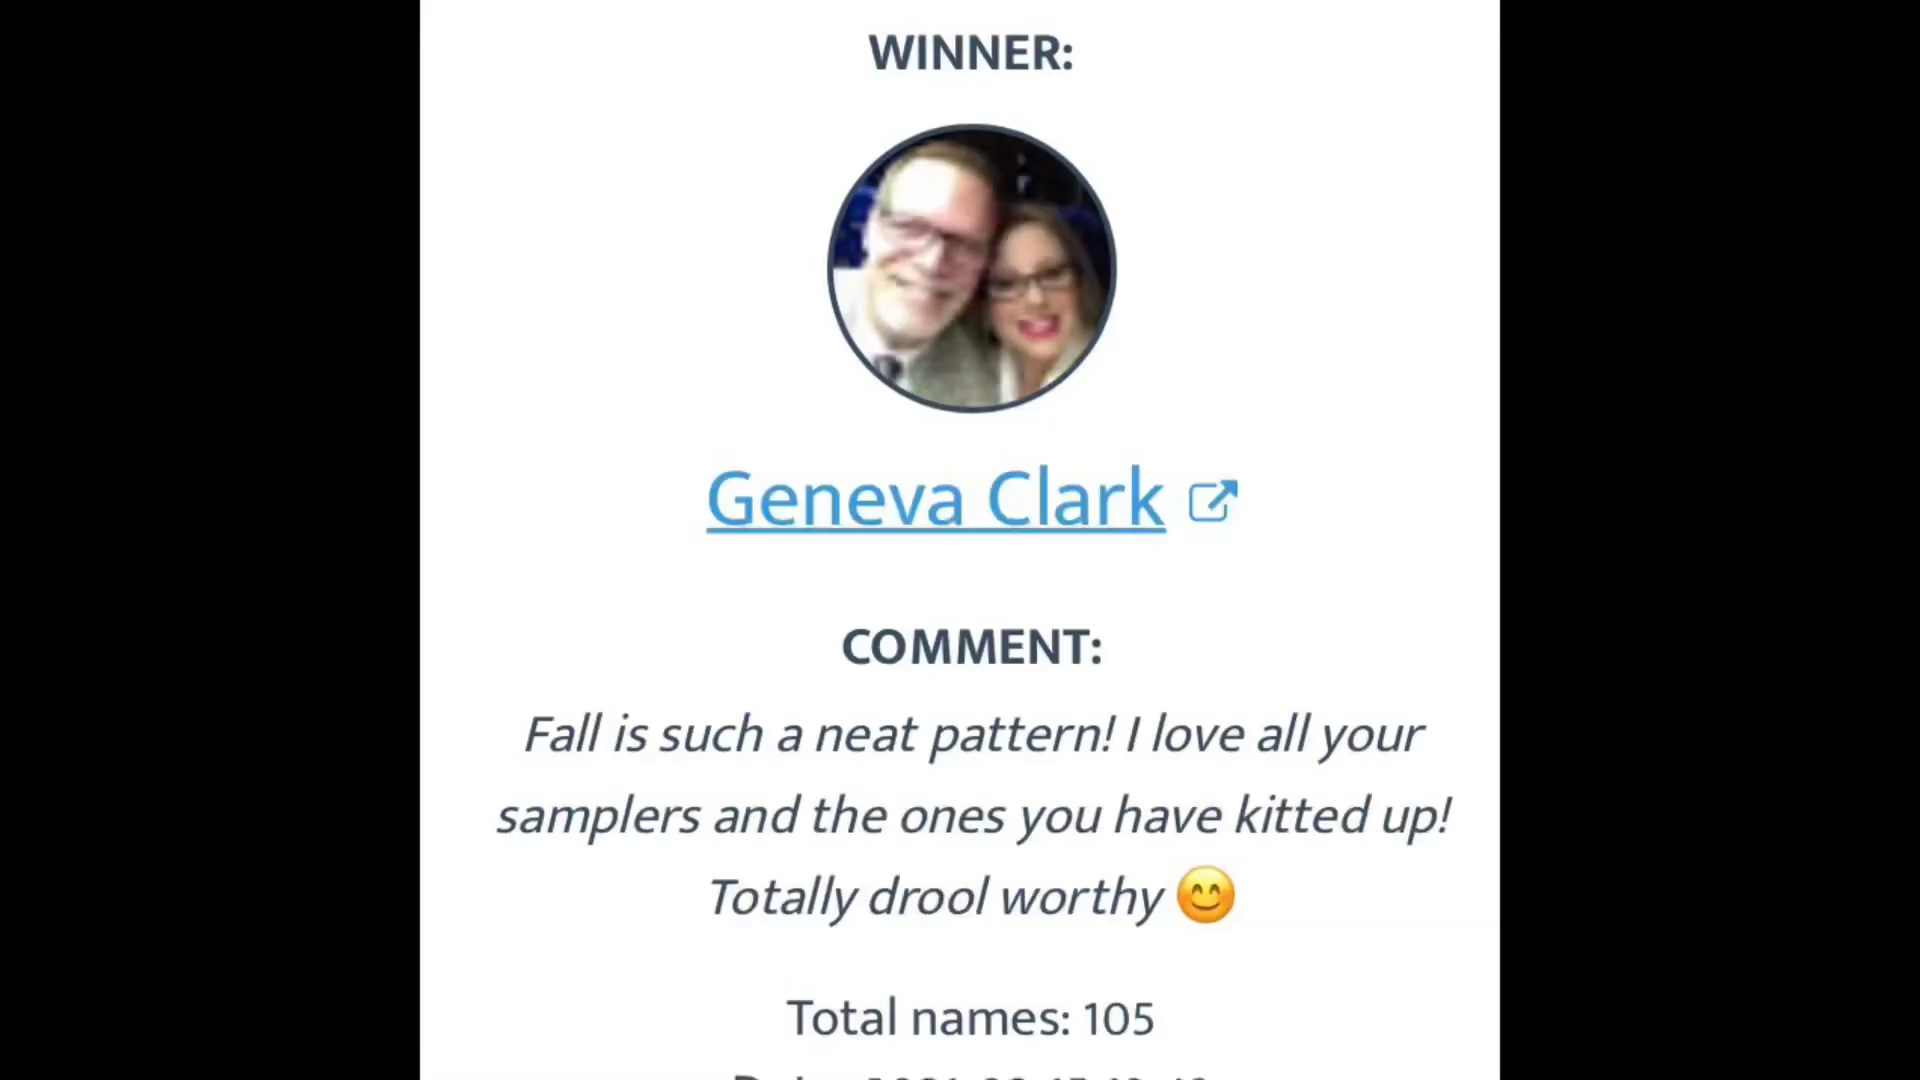 WINNER:
Geneva Clark
COMMENT:
Fall is such a neat pattern! I love all your
samplers and the ones you have kitted up!
Totally drool worthy 😊
Total names: 105